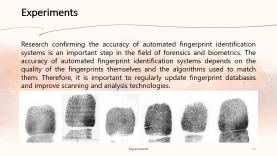 Experiments
Research confirming the accuracy of automated fingerprint identification
systems is an important step in the field of forensics and biometrics. The
accuracy of automated fingerprint identification systems depends on the
quality of the fingerprints themselves and the algorithms used to match
them. Therefore, it is important to regularly update fingerprint databases
and improve scanning and analysis technologies.
Experiments